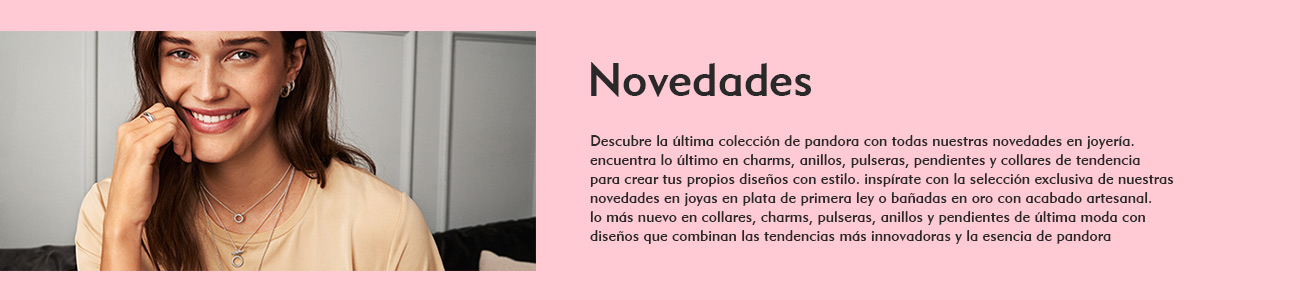 Novedades
Descubre la última colección de pandora con todas nuestras novedades en joyería.
encuentra lo último en charms, anillos, pulseras, pendientes y collares de tendencia
para crear tus propios diseños con estilo. inspírate con la selección exclusiva de nuestras
novedades en joyas en plata de primera ley o bañadas en oro con acabado artesanal.
lo más nuevo en collares, charms, pulseras, anillos y pendientes de última moda con
diseños que combinan las tendencias más innovadoras y la esencia de pandora